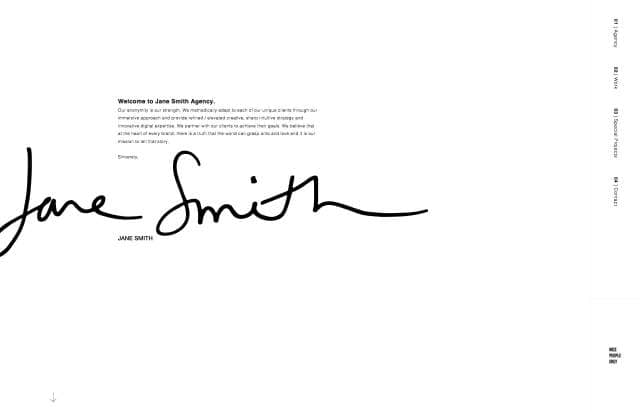 Welcome to Jane Smith Agency.
Our anonymity is our strength. We methodically adapt to each of our unique clients through our
immersive approach and provide refined / elevated creative, sharp intuitive strategy and
innovative digital expertise. We partner with our clients to achieve their goals. We believe that
at the heart of every brand, there is a truth that the world can grasp onto and love and it is our
mission to tell that story.
Sincerely,
Jane Smith
JANE SMITH
01 | Agency
02 | Work
03 | Special Projects
04 | Contact
NICE
PEOPLE
ONLY